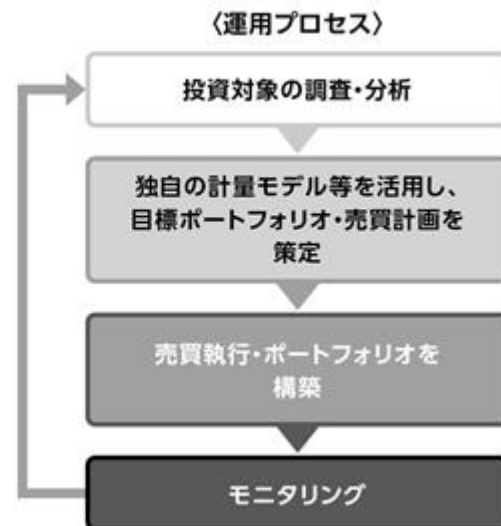 〈運用プロセス〉
投資対象の調査・分析
独自の計量モデル等を活用し、
目標ポートフォリオ・売買計画を
策定
売買執行・ポートフォリオを
構築
モニタリング